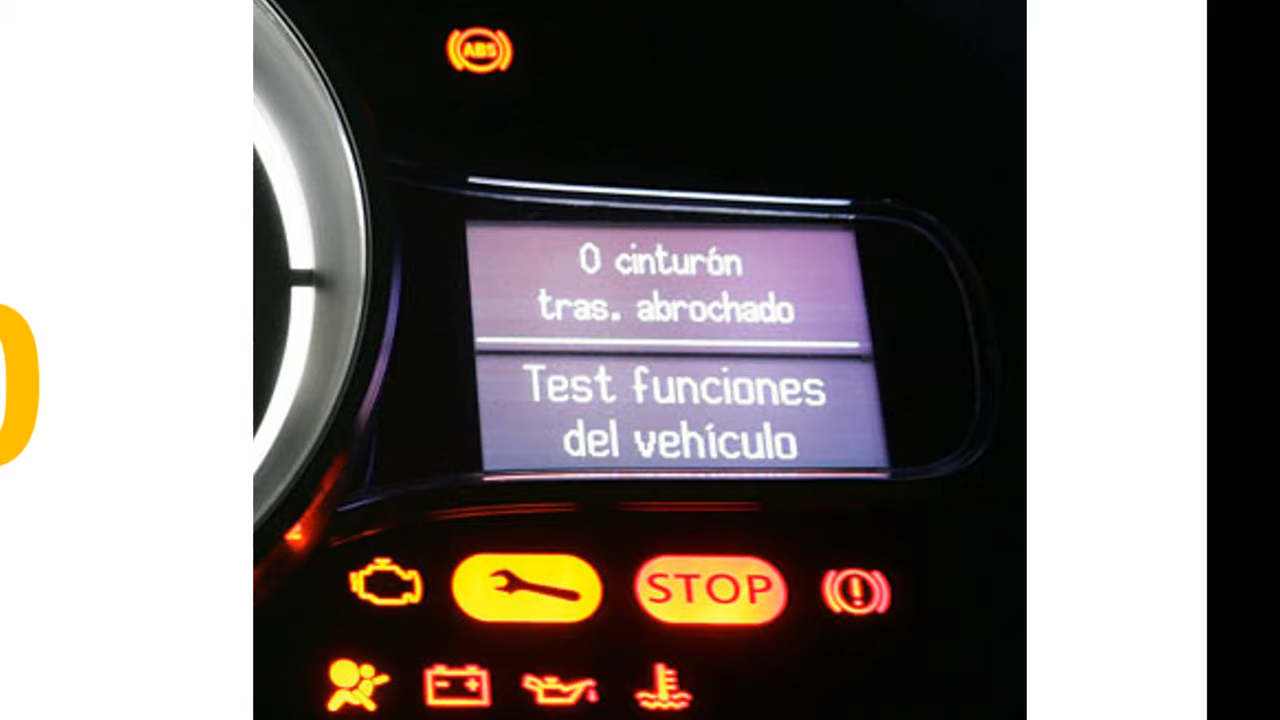 ABS
0 cinturón
tras. abrochado
Test funciones
del vehículo
STOP